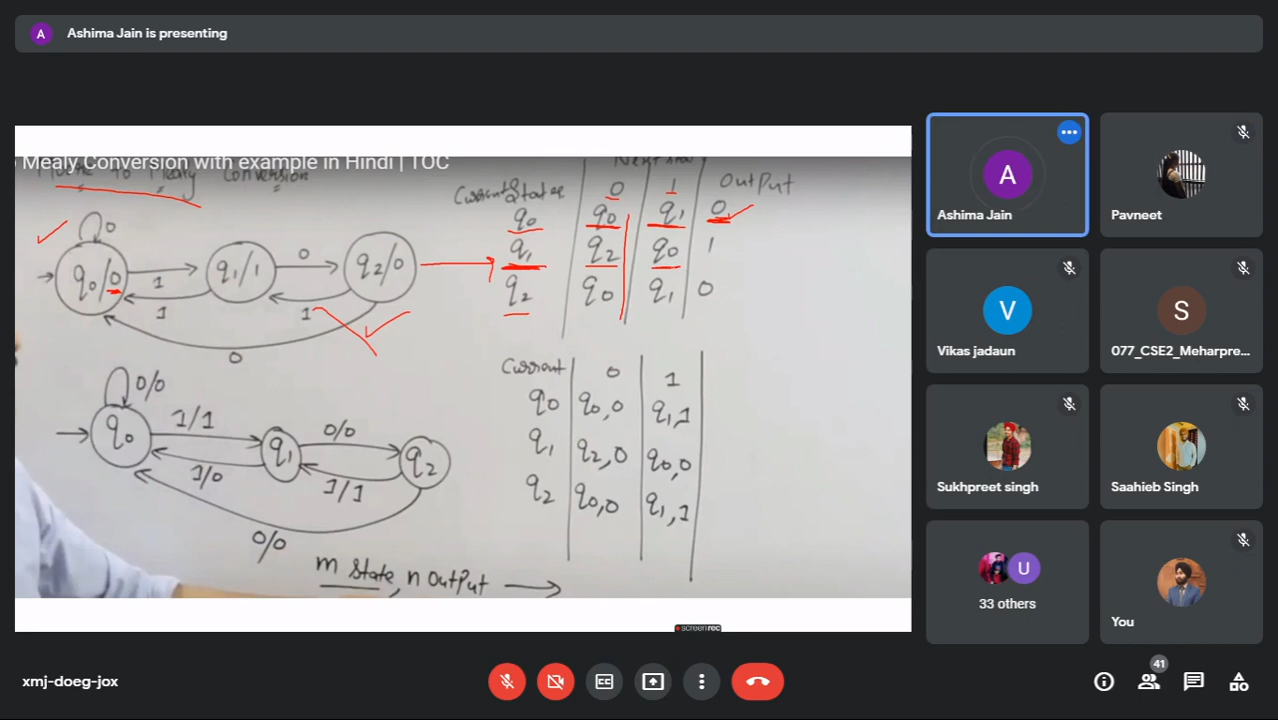 A Ashima Jain is presenting
Mealy Conversion with example in Hindi | TOC
Moore To Mealy Conversion
Next state
Current States 0 1 OutPut
q0 q0 q1 0
q1 q2 q0 1
q2 q0 q1 0
0
q0/0 1 q1/1 0 q2/0
1 1
0
Current 0 1
q0 q0,0 q1,1
q1 q2,0 q0,0
q2 q0,0 q1,1
0/0
q0 1/1 q1 0/0 q2
1/0 1/1
0/0
m State, n OutPut
screenrec
A
Ashima Jain
Pavneet
V
Vikas jadaun
S
077_CSE2_Meharpre...
Sukhpreet singh
Saahieb Singh
U
33 others
You
xmj-doeg-jox
CC
41